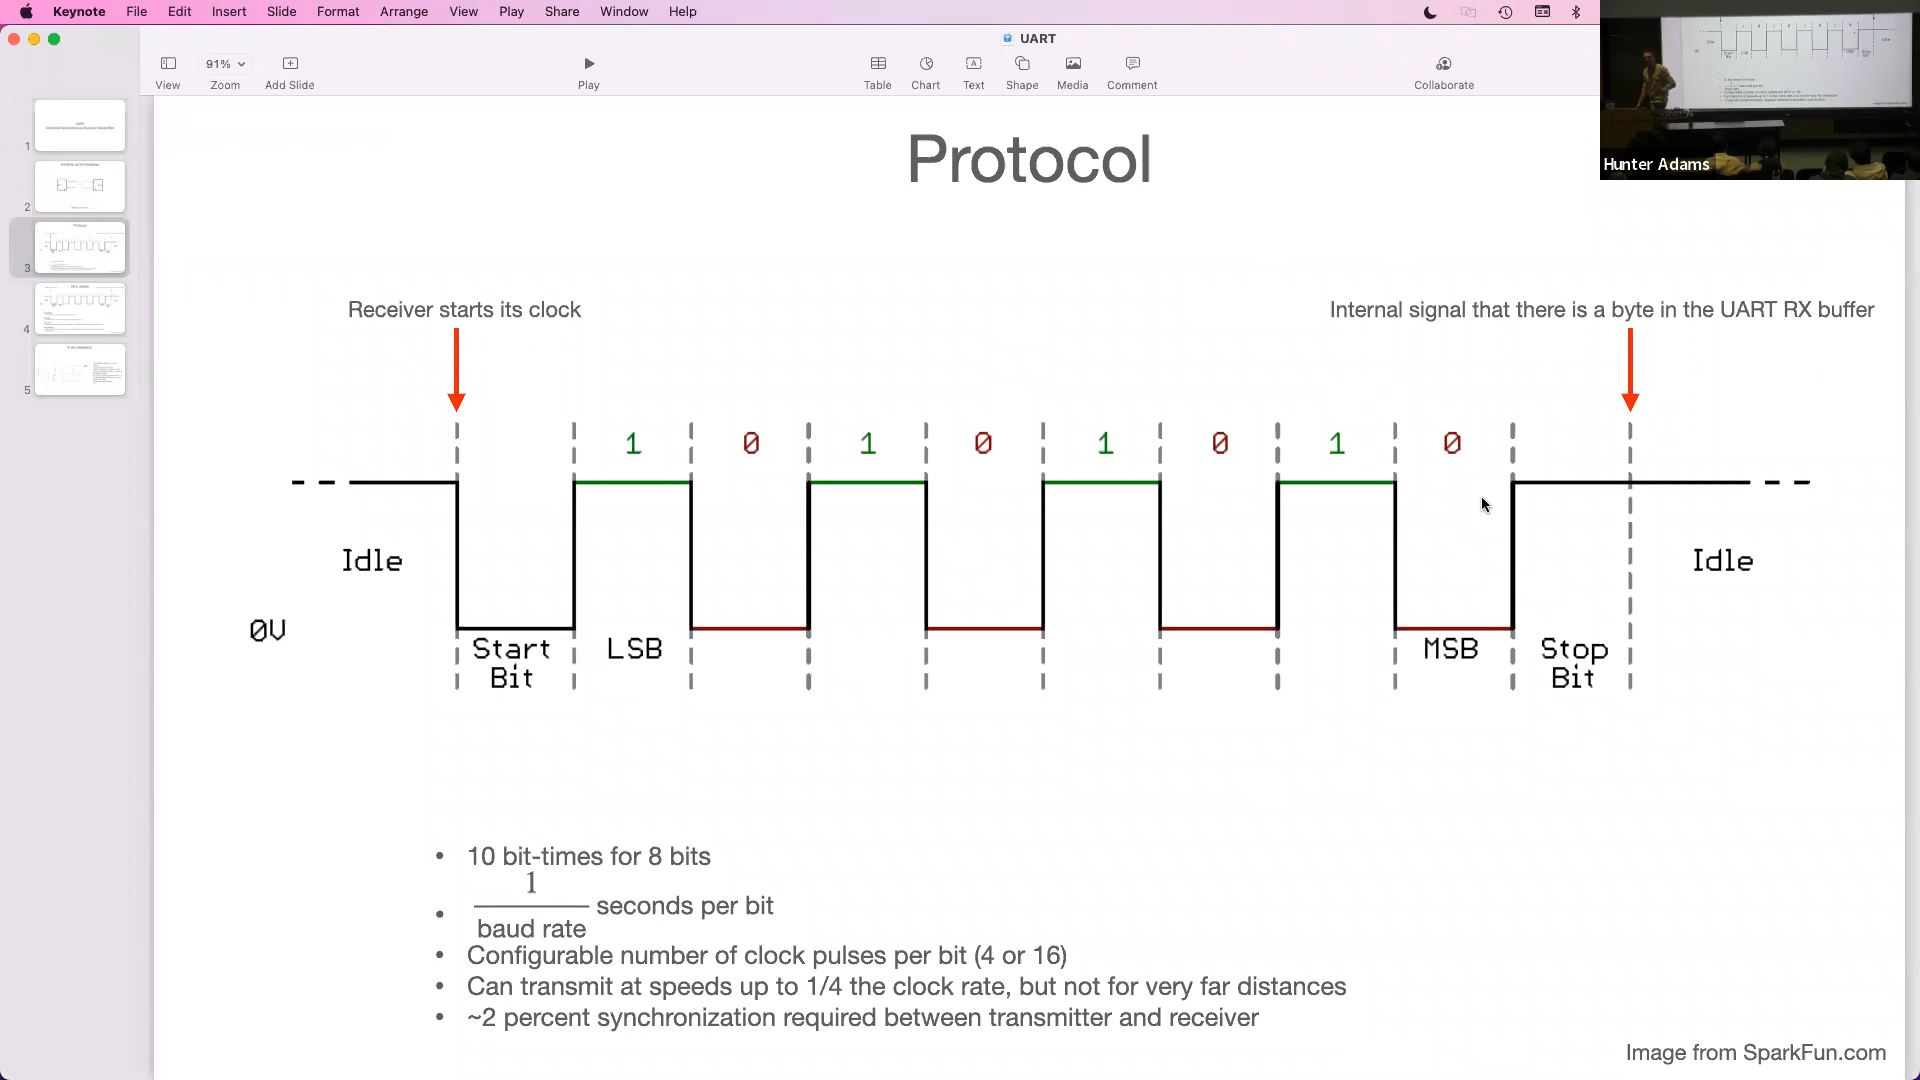 Keynote File Edit Insert Slide Format Arrange View Play Share Window Help
UART
91%
View Zoom Add Slide Play Table Chart Text Shape Media Comment Collaborate
Hunter Adams
1
2
3
4
5
Protocol
Receiver starts its clock
Internal signal that there is a byte in the UART RX buffer
1 0 1 0 1 0 1 0
Idle
Idle
0V
Start Bit
LSB
MSB
Stop Bit
• 10 bit-times for 8 bits
• 1/baud rate seconds per bit
• Configurable number of clock pulses per bit (4 or 16)
• Can transmit at speeds up to 1/4 the clock rate, but not for very far distances
• ~2 percent synchronization required between transmitter and receiver
Image from SparkFun.com